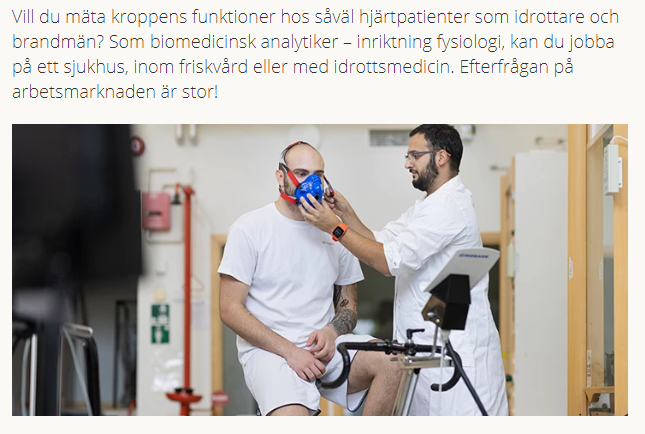 Vill du mäta kroppens funktioner hos såväl hjärtpatienter som idrottare och
brandmän? Som biomedicinsk analytiker – inriktning fysiologi, kan du jobba
på ett sjukhus, inom friskvård eller med idrottsmedicin. Efterfrågan på
arbetsmarknaden är stor!